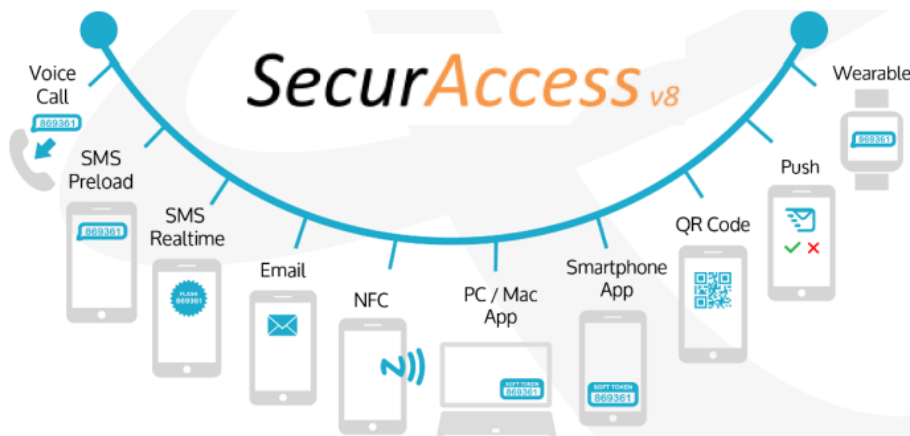 SecurAccess v8
Voice
Call
869361
SMS
Preload
869361
SMS
Realtime
FLASH
869361
Email
NFC
PC / Mac
App
SOFT TOKEN
869361
Smartphone
App
SOFT TOKEN
869361
QR Code
Push
Wearable
869361